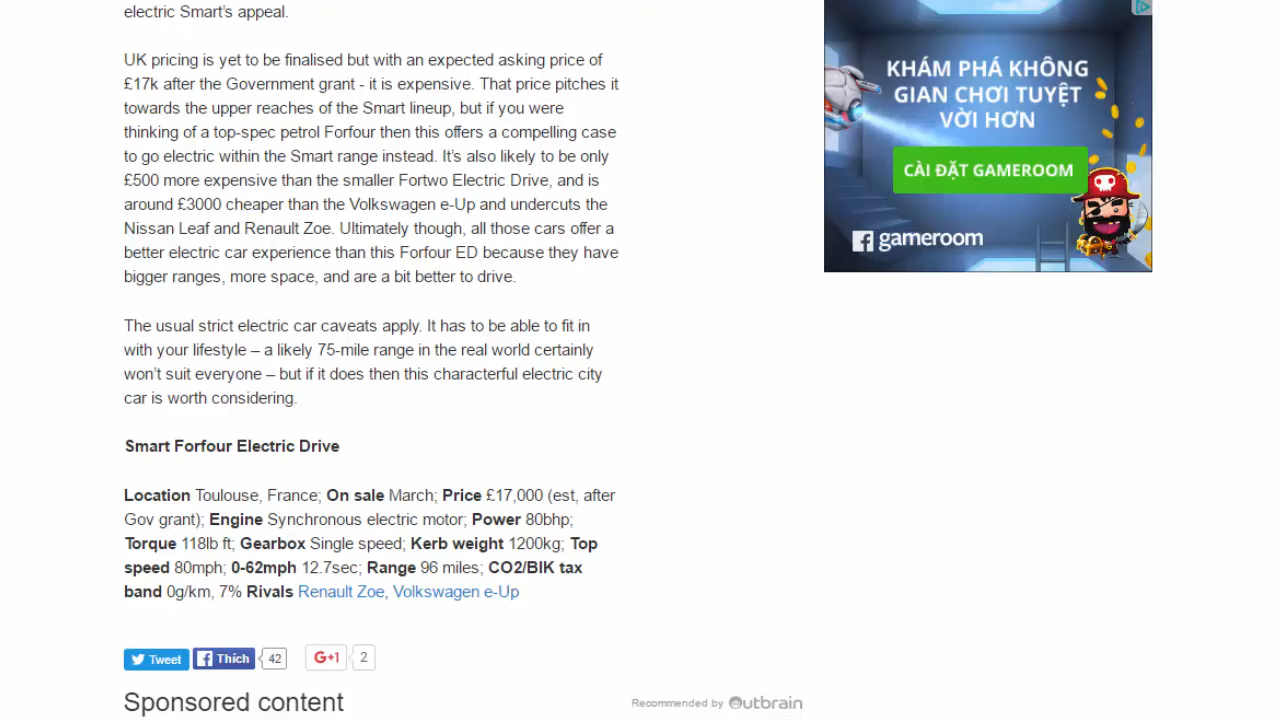 electric Smart's appeal.
UK pricing is yet to be finalised but with an expected asking price of
£17k after the Government grant - it is expensive. That price pitches it
towards the upper reaches of the Smart lineup, but if you were
thinking of a top-spec petrol Forfour then this offers a compelling case
to go electric within the Smart range instead. It's also likely to be only
£500 more expensive than the smaller Fortwo Electric Drive, and is
around £3000 cheaper than the Volkswagen e-Up and undercuts the
Nissan Leaf and Renault Zoe. Ultimately though, all those cars offer a
better electric car experience than this Forfour ED because they have
bigger ranges, more space, and are a bit better to drive.
The usual strict electric car caveats apply. It has to be able to fit in
with your lifestyle – a likely 75-mile range in the real world certainly
won't suit everyone – but if it does then this characterful electric city
car is worth considering.
Smart Forfour Electric Drive
Location Toulouse, France; On sale March; Price £17,000 (est, after
Gov grant); Engine Synchronous electric motor; Power 80bhp;
Torque 118lb ft; Gearbox Single speed; Kerb weight 1200kg; Top
speed 80mph; 0-62mph 12.7sec; Range 96 miles; CO2/BIK tax
band 0g/km, 7% Rivals Renault Zoe, Volkswagen e-Up
Tweet Thích 42 G+1 2
Sponsored content
Recommended by Outbrain
KHÁM PHÁ KHÔNG
GIAN CHƠI TUYỆT
VỜI HƠN
CÀI ĐẶT GAMEROOM
gameroom